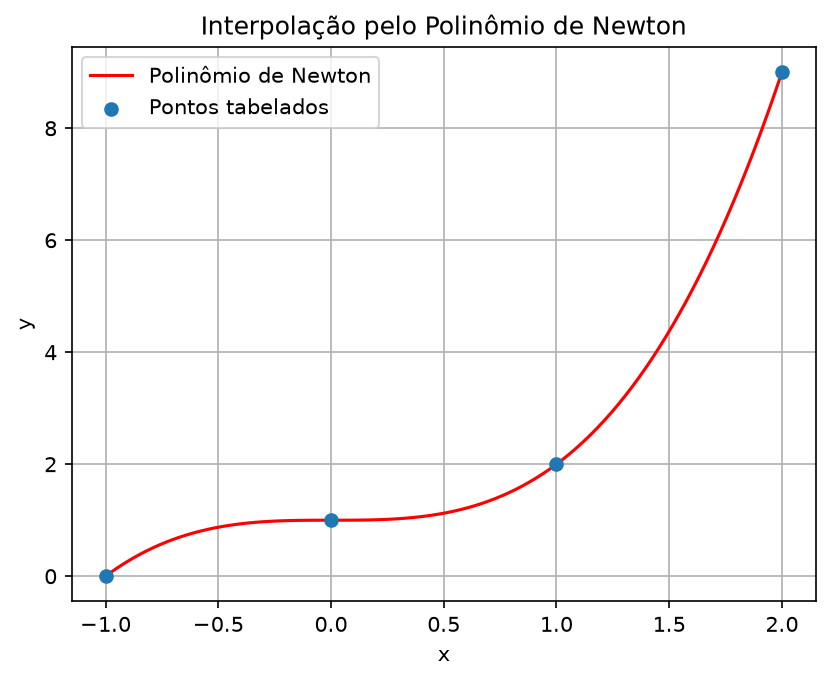 Interpolação pelo Polinômio de Newton
Polinômio de Newton
Pontos tabelados
8
6
4
2
0
y
−1.0 −0.5 0.0 0.5 1.0 1.5 2.0
x